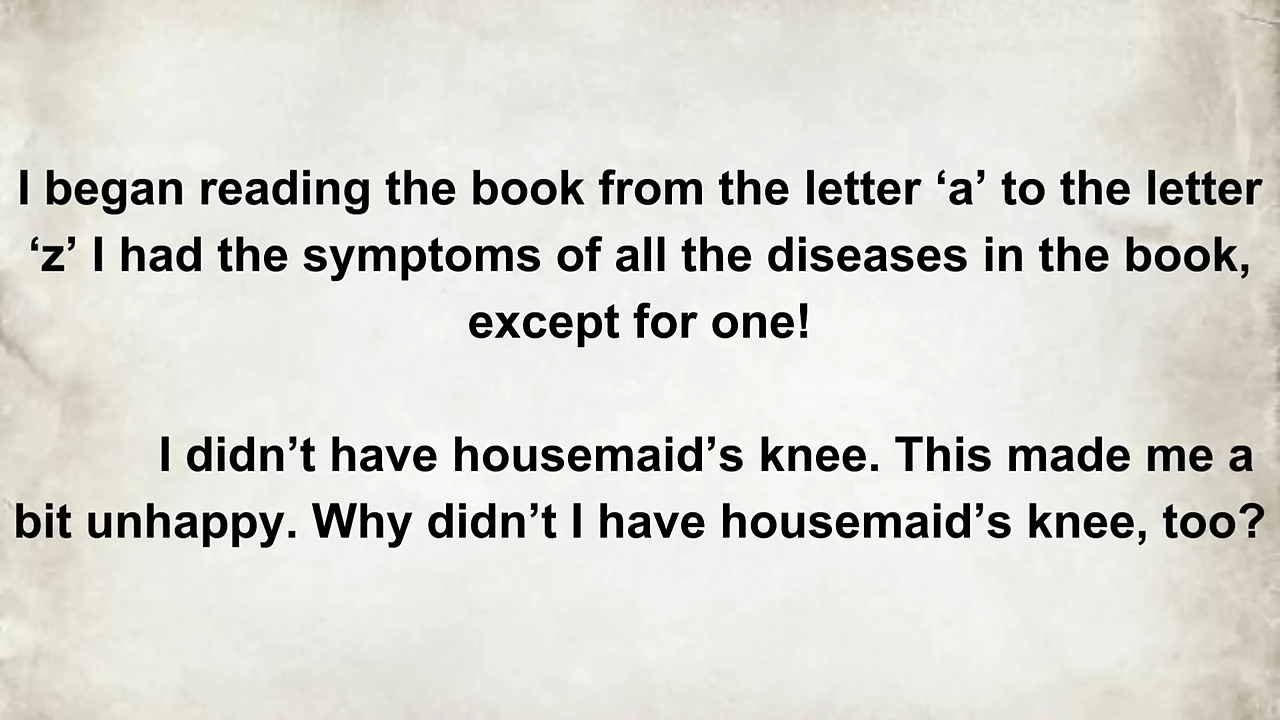 I began reading the book from the letter ‘a’ to the letter
‘z’ I had the symptoms of all the diseases in the book,
except for one!
I didn’t have housemaid’s knee. This made me a
bit unhappy. Why didn’t I have housemaid’s knee, too?